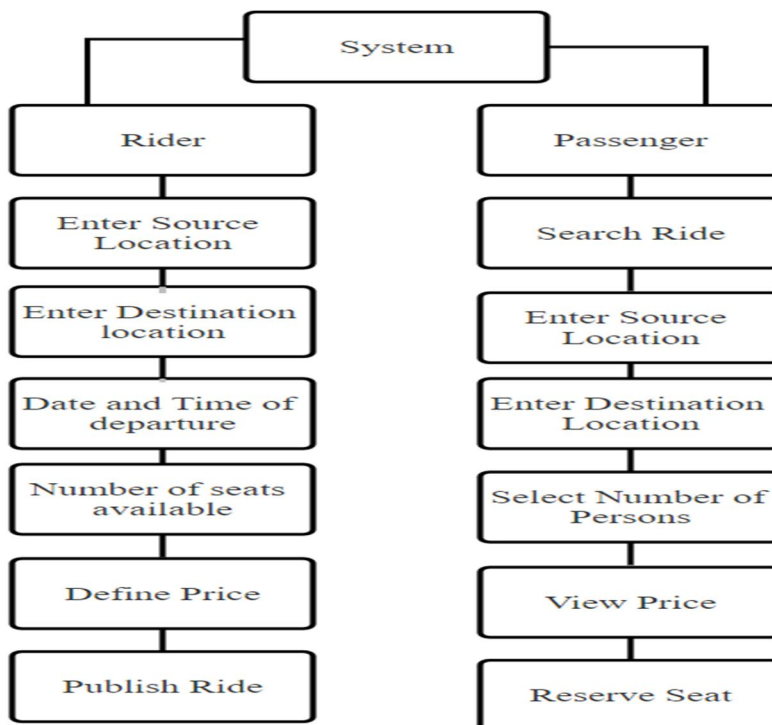 System
Rider
Enter Source
Location
Enter Destination
location
Date and Time of
departure
Number of seats
available
Define Price
Publish Ride
Passenger
Search Ride
Enter Source
Location
Enter Destination
Location
Select Number of
Persons
View Price
Reserve Seat